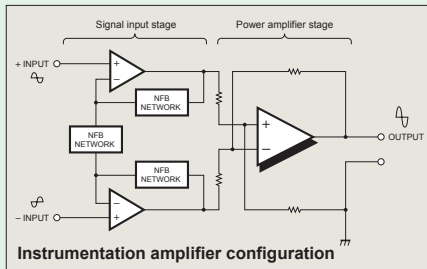 Signal input stage
Power amplifier stage
+ INPUT
+
−
NFB
NETWORK
NFB
NETWORK
NFB
NETWORK
+
−
OUTPUT
− INPUT
−
+
Instrumentation amplifier configuration